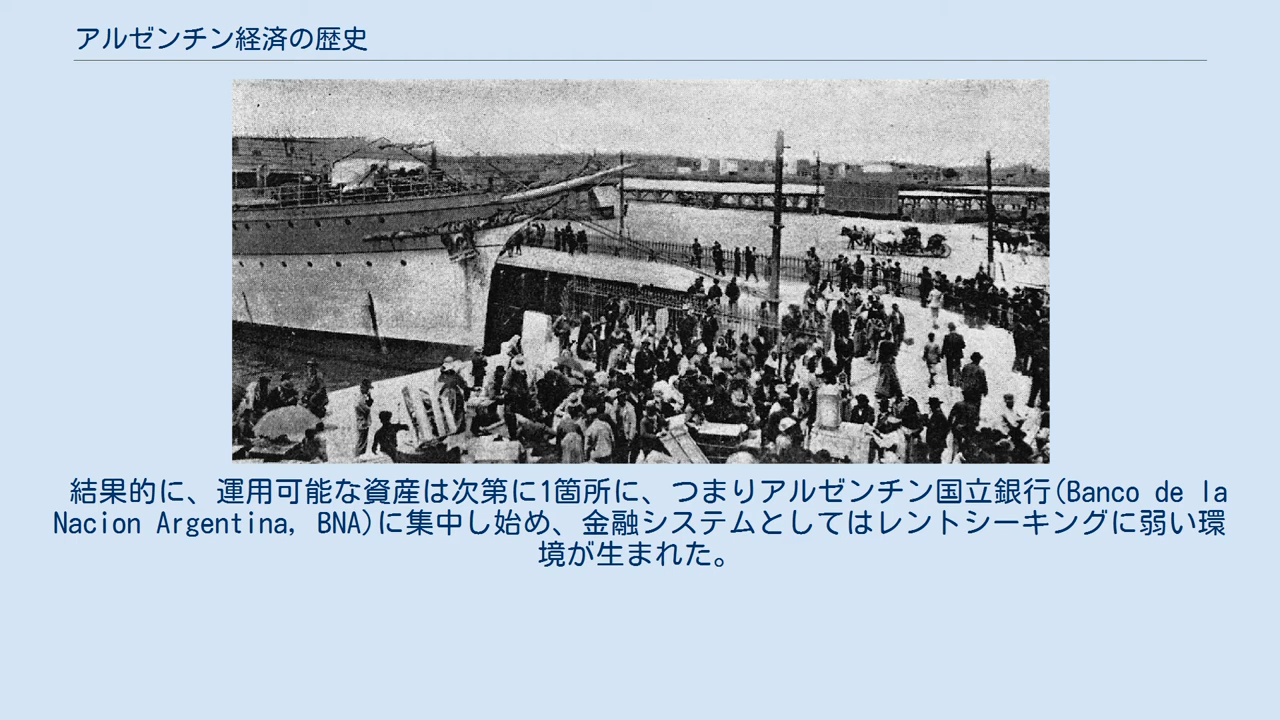 アルゼンチン経済の歴史
結果的に、運用可能な資産は次第に1箇所に、つまりアルゼンチン国立銀行(Banco de la
Nacion Argentina, BNA)に集中し始め、金融システムとしてはレントシーキングに弱い環
境が生まれた。